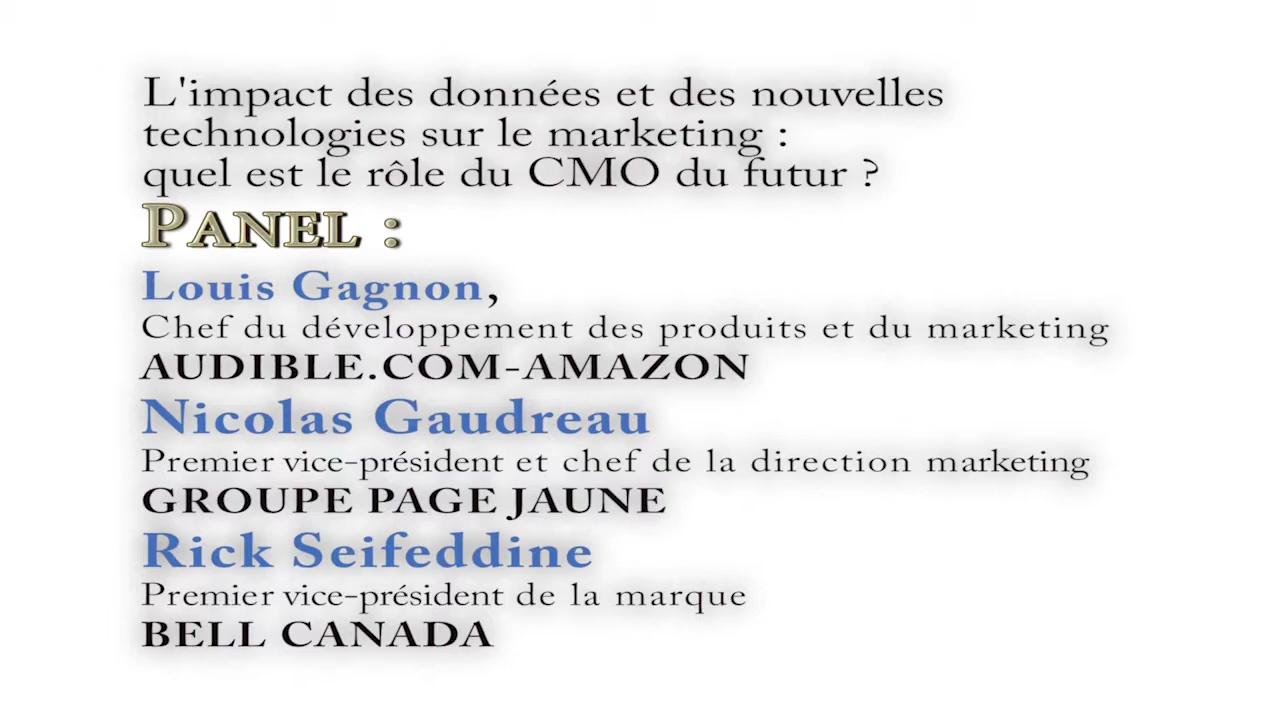 L'impact des données et des nouvelles
technologies sur le marketing :
quel est le rôle du CMO du futur ?
PANEL :
Louis Gagnon,
Chef du développement des produits et du marketing
AUDIBLE.COM-AMAZON
Nicolas Gaudreau
Premier vice-président et chef de la direction marketing
GROUPE PAGE JAUNE
Rick Seifeddine
Premier vice-président de la marque
BELL CANADA